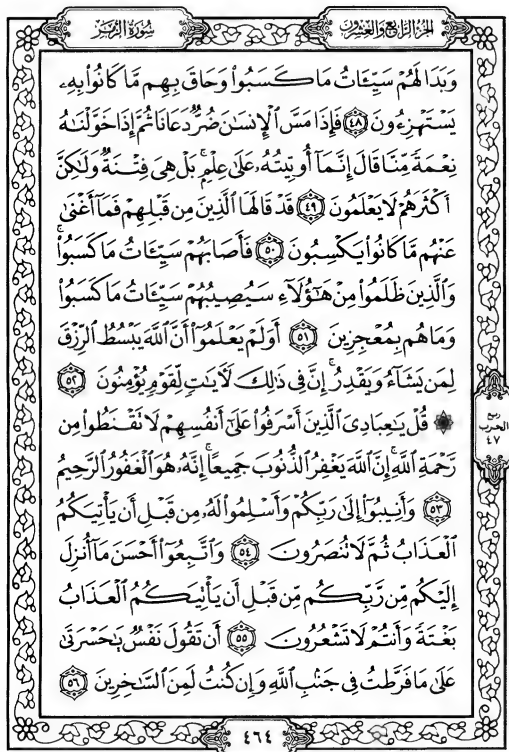 الجزء الرابع والعشرون
سورة الزمر
وَبَدَا لَهُمْ سَيِّـَٔاتُ مَا كَسَبُوا۟ وَحَاقَ بِهِم مَّا كَانُوا۟ بِهِۦ
يَسْتَهْزِءُونَ ٤٨ فَإِذَا مَسَّ ٱلْإِنسَـٰنَ ضُرٌّ دَعَانَا ثُمَّ إِذَا خَوَّلْنَـٰهُ
نِعْمَةً مِّنَّا قَالَ إِنَّمَآ أُوتِيتُهُۥ عَلَىٰ عِلْمٍۭ ۚ بَلْ هِىَ فِتْنَةٌ وَلَـٰكِنَّ
أَكْثَرَهُمْ لَا يَعْلَمُونَ ٤٩ قَدْ قَالَهَا ٱلَّذِينَ مِن قَبْلِهِمْ فَمَآ أَغْنَىٰ
عَنْهُم مَّا كَانُوا۟ يَكْسِبُونَ ٥٠ فَأَصَابَهُمْ سَيِّـَٔاتُ مَا كَسَبُوا۟ ۚ
وَٱلَّذِينَ ظَلَمُوا۟ مِنْ هَـٰٓؤُلَآءِ سَيُصِيبُهُمْ سَيِّـَٔاتُ مَا كَسَبُوا۟
وَمَا هُم بِمُعْجِزِينَ ٥١ أَوَلَمْ يَعْلَمُوٓا۟ أَنَّ ٱللَّهَ يَبْسُطُ ٱلرِّزْقَ
لِمَن يَشَآءُ وَيَقْدِرُ ۚ إِنَّ فِى ذَٰلِكَ لَـَٔايَـٰتٍ لِّقَوْمٍ يُؤْمِنُونَ ٥٢
۞ قُلْ يَـٰعِبَادِىَ ٱلَّذِينَ أَسْرَفُوا۟ عَلَىٰٓ أَنفُسِهِمْ لَا تَقْنَطُوا۟ مِن
رَّحْمَةِ ٱللَّهِ ۚ إِنَّ ٱللَّهَ يَغْفِرُ ٱلذُّنُوبَ جَمِيعًا ۚ إِنَّهُۥ هُوَ ٱلْغَفُورُ ٱلرَّحِيمُ
٥٣ وَأَنِيبُوٓا۟ إِلَىٰ رَبِّكُمْ وَأَسْلِمُوا۟ لَهُۥ مِن قَبْلِ أَن يَأْتِيَكُمُ
ٱلْعَذَابُ ثُمَّ لَا تُنصَرُونَ ٥٤ وَٱتَّبِعُوٓا۟ أَحْسَنَ مَآ أُنزِلَ
إِلَيْكُم مِّن رَّبِّكُم مِّن قَبْلِ أَن يَأْتِيَكُمُ ٱلْعَذَابُ
بَغْتَةً وَأَنتُمْ لَا تَشْعُرُونَ ٥٥ أَن تَقُولَ نَفْسٌ يَـٰحَسْرَتَىٰ
عَلَىٰ مَا فَرَّطتُ فِى جَنۢبِ ٱللَّهِ وَإِن كُنتُ لَمِنَ ٱلسَّـٰخِرِينَ ٥٦
ربع
الحزب
٤٧
٤٦٤